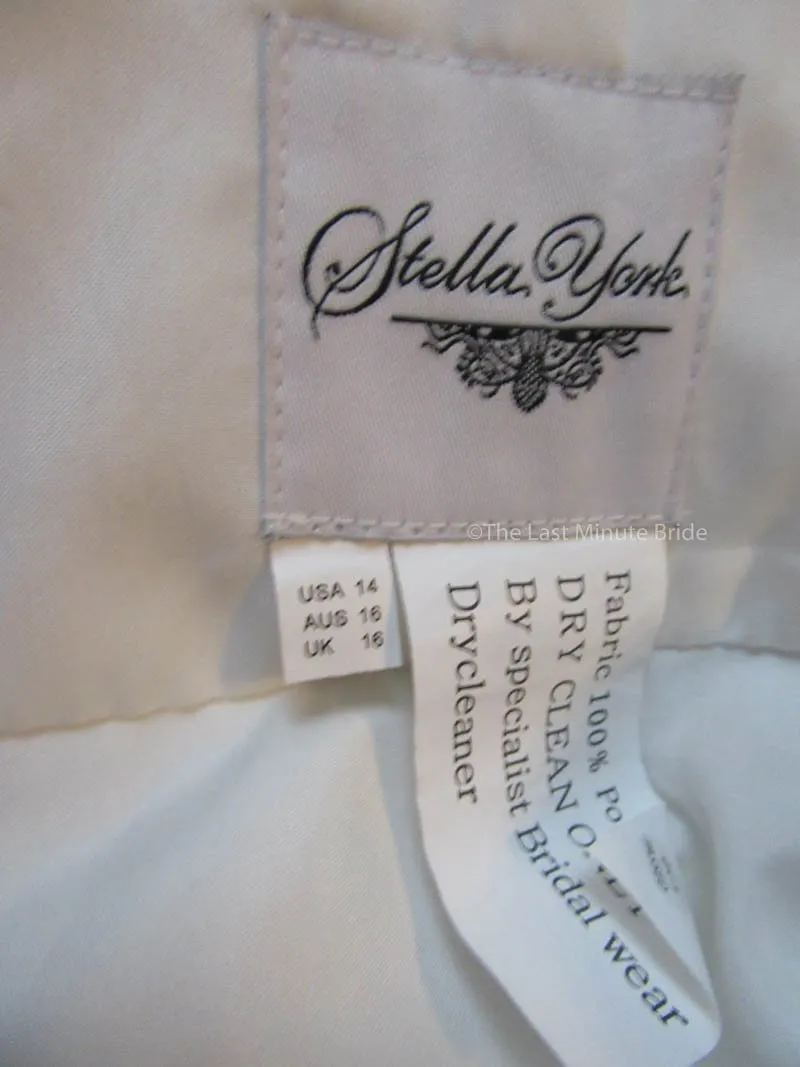 Stella York
©The Last Minute Bride
USA 14
AUS 16
UK 16
Fabric 100% Po
DRY CLEAN
By specialist Bridal wear
Drycleaner